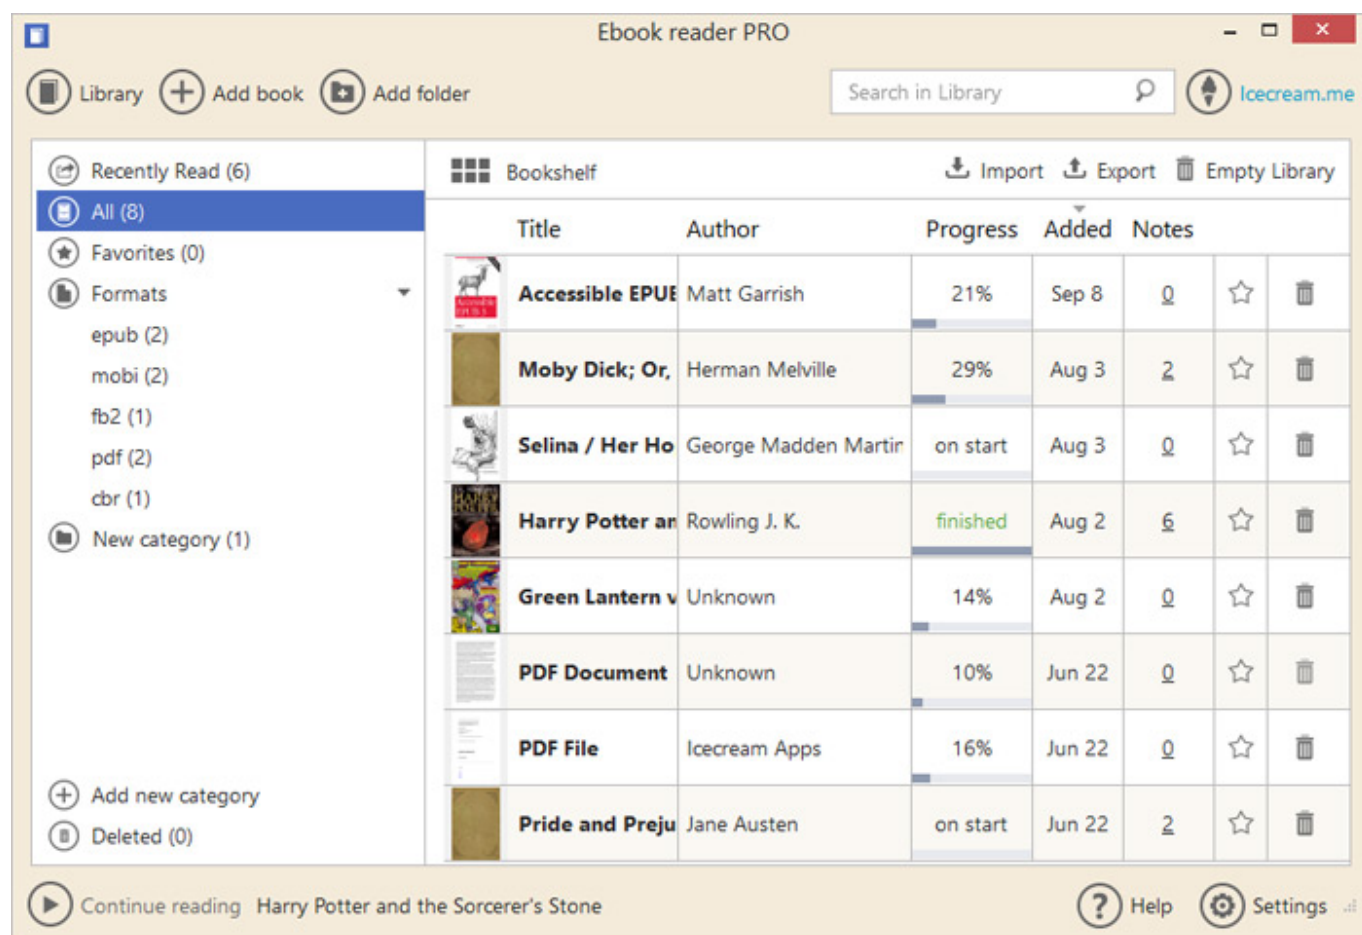 Ebook reader PRO
Library Add book Add folder Search in Library Icecream.me
Recently Read (6)
All (8)
Favorites (0)
Formats
epub (2)
mobi (2)
fb2 (1)
pdf (2)
cbr (1)
New category (1)
Add new category
Deleted (0)
Bookshelf Import Export Empty Library
Title Author Progress Added Notes
Accessible EPUB Matt Garrish 21% Sep 8 0
Moby Dick; Or, Herman Melville 29% Aug 3 2
Selina / Her Ho George Madden Martin on start Aug 3 0
Harry Potter an Rowling J. K. finished Aug 2 6
Green Lantern v Unknown 14% Aug 2 0
PDF Document Unknown 10% Jun 22 0
PDF File Icecream Apps 16% Jun 22 0
Pride and Preju Jane Austen on start Jun 22 2
Continue reading Harry Potter and the Sorcerer's Stone Help Settings